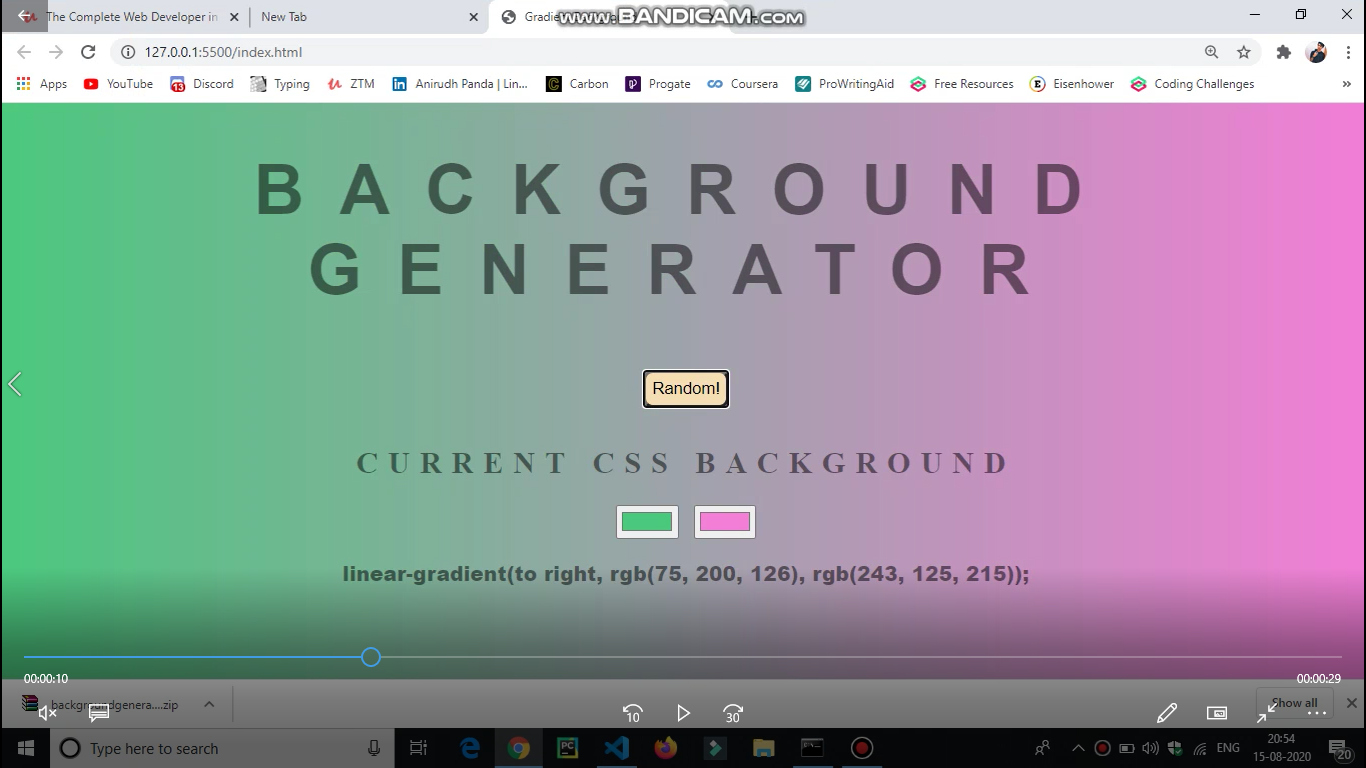 The Complete Web Developer in
New Tab
Gradie
www.BANDICAM.com
127.0.0.1:5500/index.html
Apps
YouTube
13
Discord
Typing
ZTM
Anirudh Panda | Lin...
Carbon
Progate
Coursera
ProWritingAid
Free Resources
Eisenhower
Coding Challenges
»
BACKGROUND
GENERATOR
Random!
CURRENT CSS BACKGROUND
linear-gradient(to right, rgb(75, 200, 126), rgb(243, 125, 215));
00:00:10
00:00:29
backgroundgenera....zip
Show all
10
30
Type here to search
ENG
20:54
15-08-2020
20